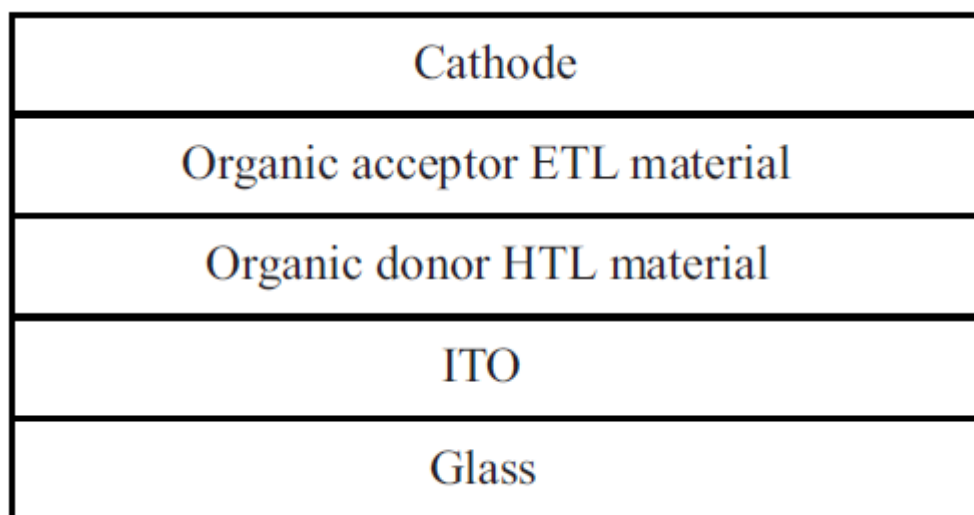 Cathode
Organic acceptor ETL material
Organic donor HTL material
ITO
Glass